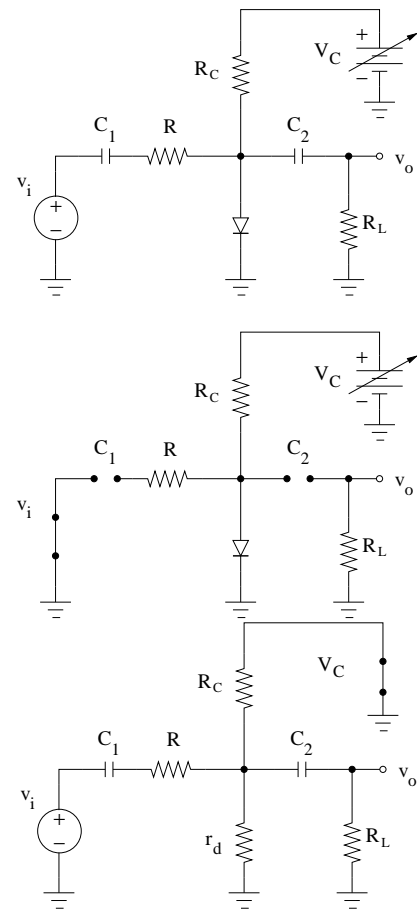 R_C
+
V_C
−
C_1 R C_2
v_i
+
−
v_o
R_L
R_C
+
V_C
−
C_1 R C_2
v_i
v_o
R_L
R_C
V_C
C_1 R C_2
v_i
+
−
v_o
r_d
R_L